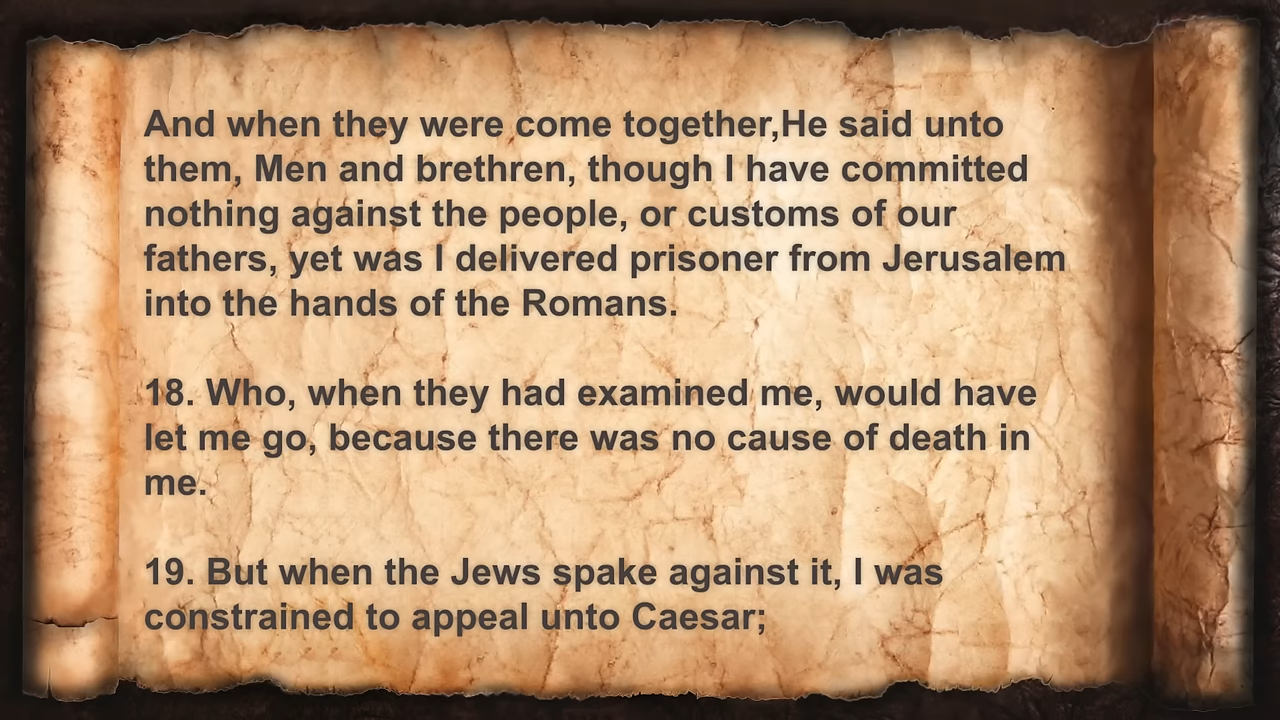 And when they were come together,He said unto
them, Men and brethren, though I have committed
nothing against the people, or customs of our
fathers, yet was I delivered prisoner from Jerusalem
into the hands of the Romans.
18. Who, when they had examined me, would have
let me go, because there was no cause of death in
me.
19. But when the Jews spake against it, I was
constrained to appeal unto Caesar;